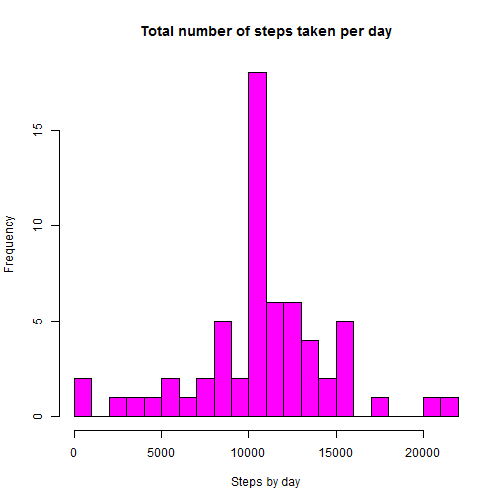 Total number of steps taken per day
Frequency
15
10
5
0
0 5000 10000 15000 20000
Steps by day